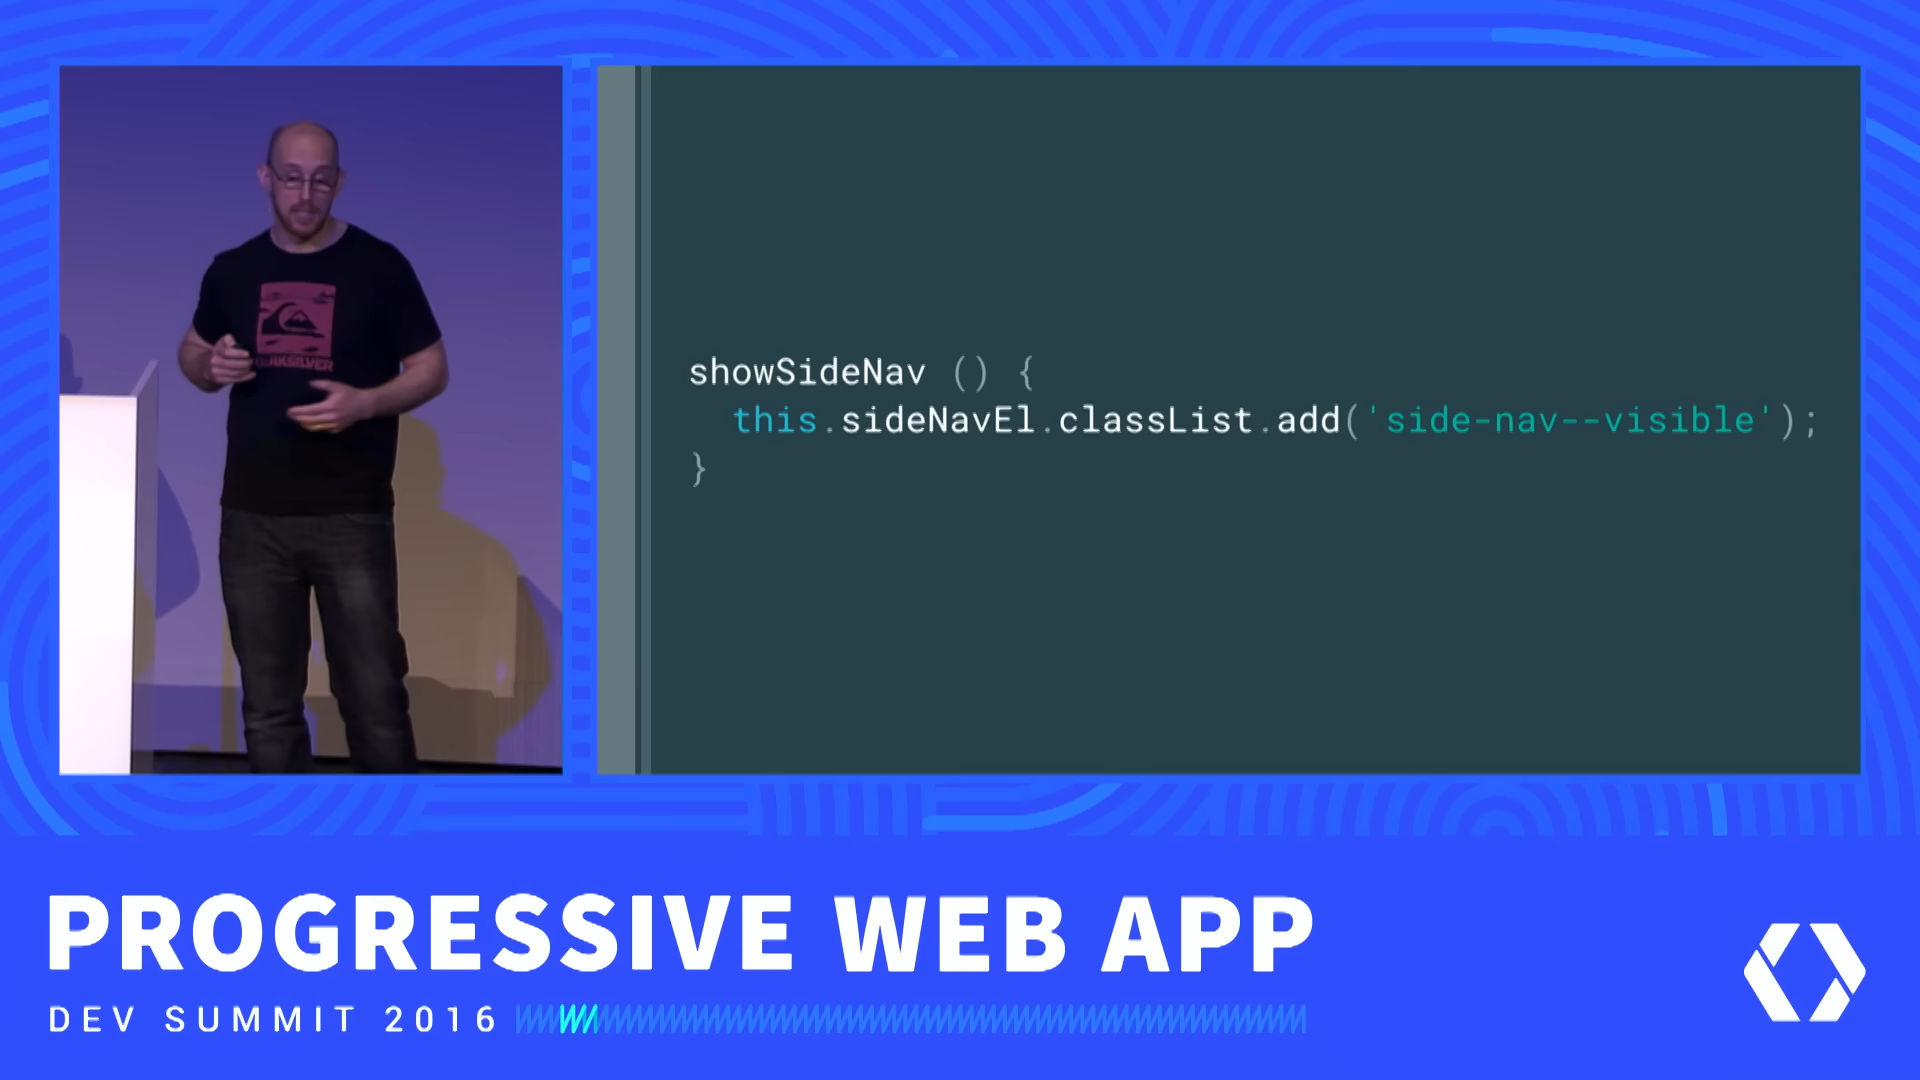 showSideNav () {
this.sideNavEl.classList.add('side-nav--visible');
}
PROGRESSIVE WEB APP
DEV SUMMIT 2016